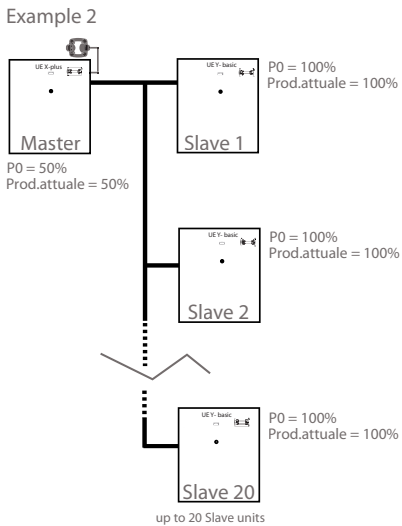 Example 2
UE X-plus
Master
P0 = 50%
Prod.attuale = 50%
UE Y- basic
Slave 1
P0 = 100%
Prod.attuale = 100%
UE Y- basic
Slave 2
P0 = 100%
Prod.attuale = 100%
UE Y- basic
Slave 20
P0 = 100%
Prod.attuale = 100%
up to 20 Slave units